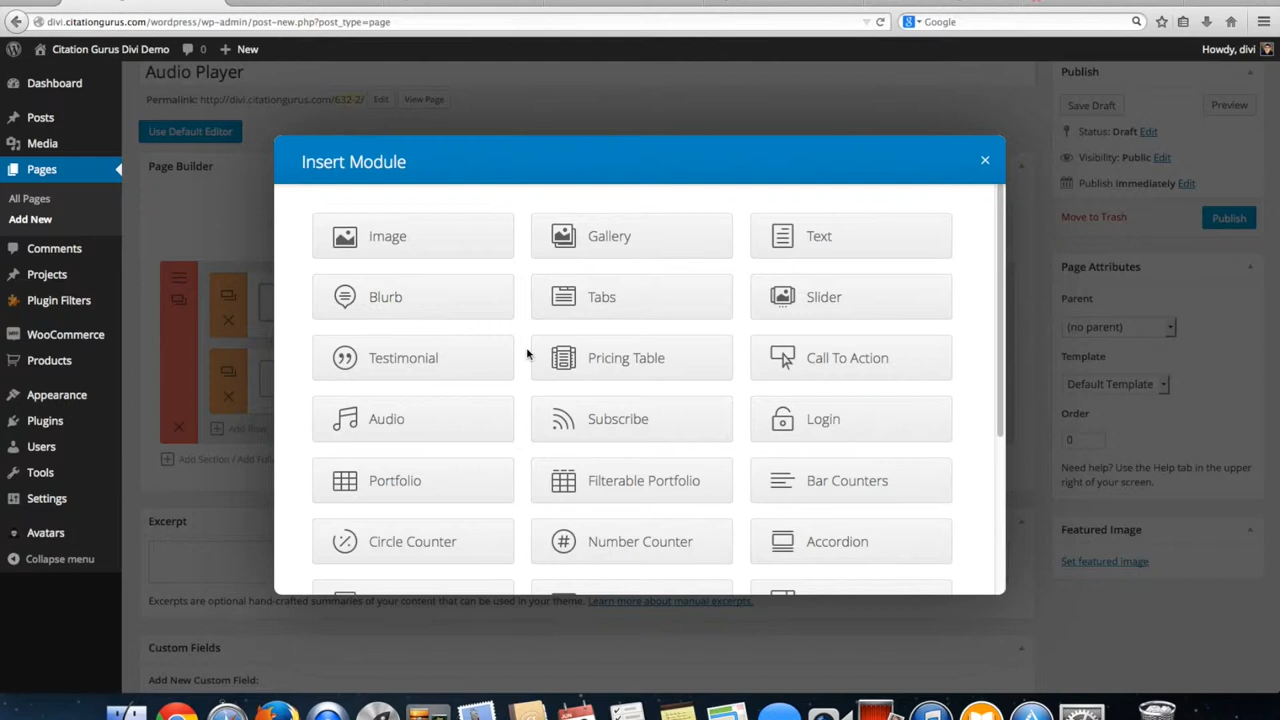 divi.citationgurus.com/wordpress/wp-admin/post-new.php?post_type=page
Google
Citation Gurus Divi Demo
0
New
Howdy, divi
Dashboard
Posts
Media
Pages
All Pages
Add New
Comments
Projects
Plugin Filters
WooCommerce
Products
Appearance
Plugins
Users
Tools
Settings
Avatars
Collapse menu
Audio Player
Permalink: http://divi.citationgurus.com/632-2/
Edit
View Page
Use Default Editor
Page Builder
Insert Module
×
Image
Gallery
Text
Blurb
Tabs
Slider
Testimonial
Pricing Table
Call To Action
Audio
Subscribe
Login
Portfolio
Filterable Portfolio
Bar Counters
Circle Counter
Number Counter
Accordion
Add Row
Add Section / Add Ful
Excerpt
Excerpts are optional hand-crafted summaries of your content that can be used in your theme. Learn more about manual excerpts.
Custom Fields
Add New Custom Field:
Publish
Save Draft
Preview
Status: Draft Edit
Visibility: Public Edit
Publish immediately Edit
Move to Trash
Publish
Page Attributes
Parent
(no parent)
Template
Default Template
Order
0
Need help? Use the Help tab in the upper
right of your screen.
Featured Image
Set featured image